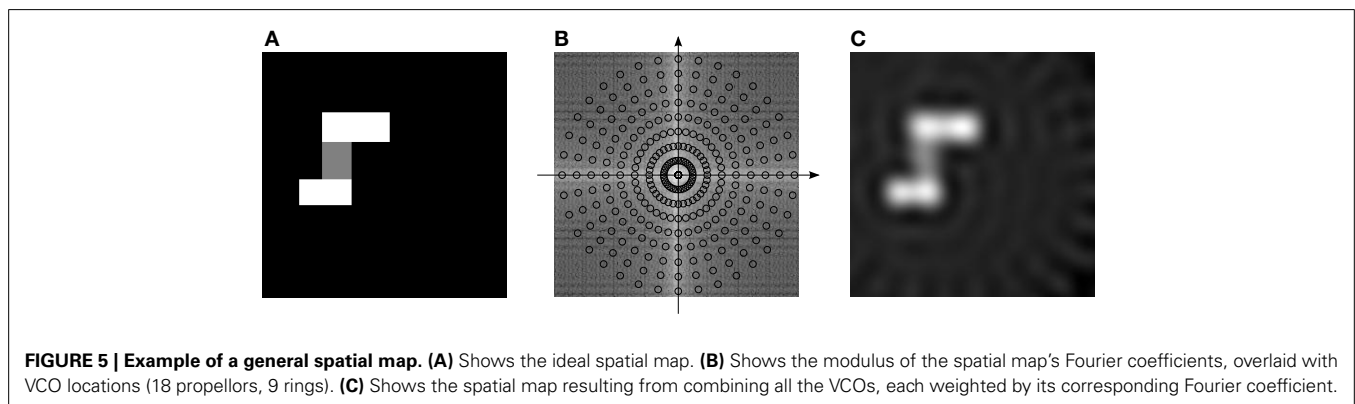 A
B
C
FIGURE 5 | Example of a general spatial map. (A) Shows the ideal spatial map. (B) Shows the modulus of the spatial map's Fourier coefficients, overlaid with
VCO locations (18 propellors, 9 rings). (C) Shows the spatial map resulting from combining all the VCOs, each weighted by its corresponding Fourier coefficient.